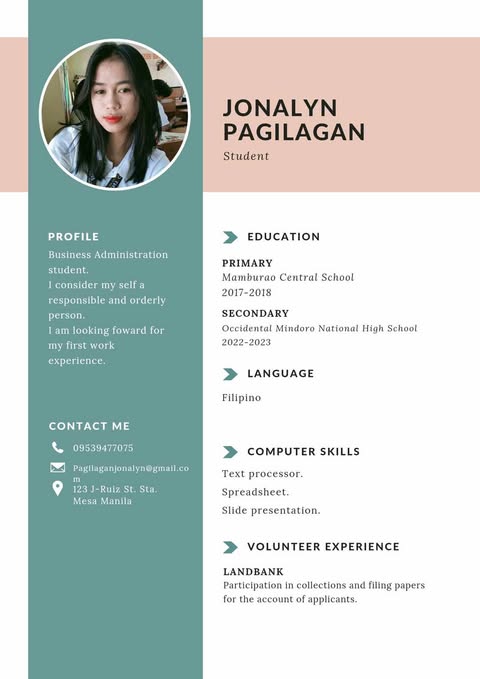 JONALYN
PAGILAGAN
Student
PROFILE
Business Administration
student.
I consider my self a
responsible and orderly
person.
I am looking foward for
my first work
experience.
CONTACT ME
09539477075
Pagilaganjonalyn@gmail.co
m
123 J-Ruiz St. Sta.
Mesa Manila
EDUCATION
PRIMARY
Mamburao Central School
2017-2018
SECONDARY
Occidental Mindoro National High School
2022-2023
LANGUAGE
Filipino
COMPUTER SKILLS
Text processor.
Spreadsheet.
Slide presentation.
VOLUNTEER EXPERIENCE
LANDBANK
Participation in collections and filing papers
for the account of applicants.